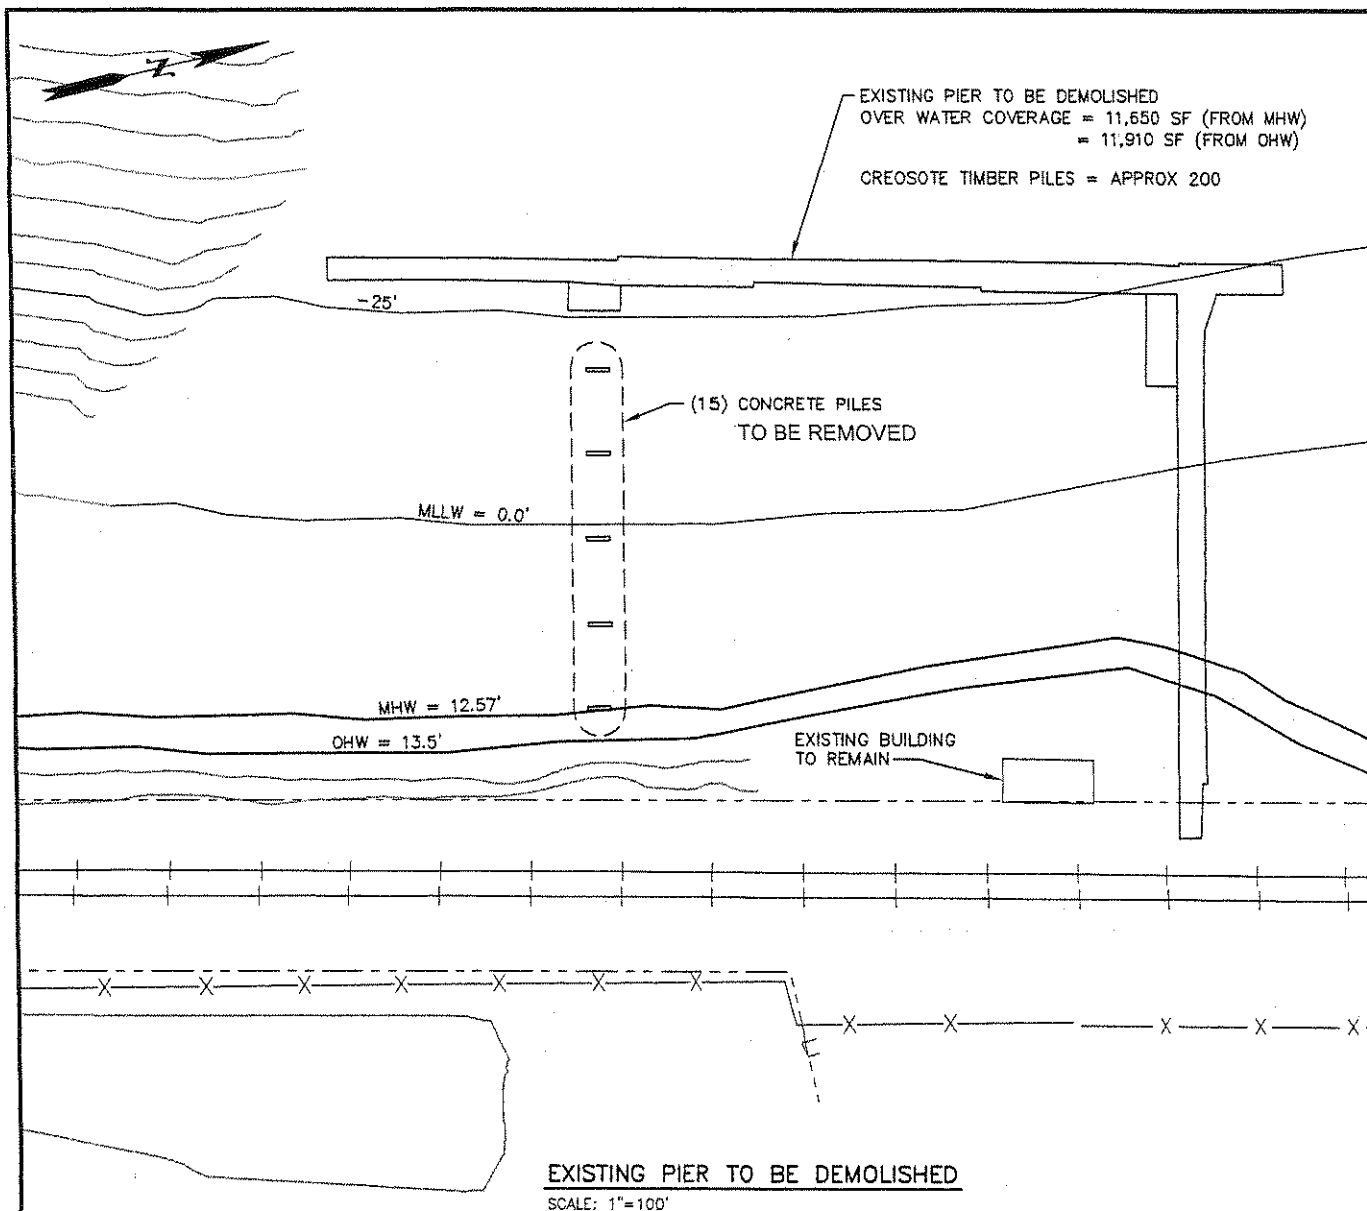 N
EXISTING PIER TO BE DEMOLISHED
OVER WATER COVERAGE = 11,650 SF (FROM MHW)
= 11,910 SF (FROM OHW)
CREOSOTE TIMBER PILES = APPROX 200
-25'
(15) CONCRETE PILES
TO BE REMOVED
MLLW = 0.0'
MHW = 12.57'
OHW = 13.5'
EXISTING BUILDING
TO REMAIN
X X X X X X X
X X X X X
EXISTING PIER TO BE DEMOLISHED
SCALE: 1"=100'